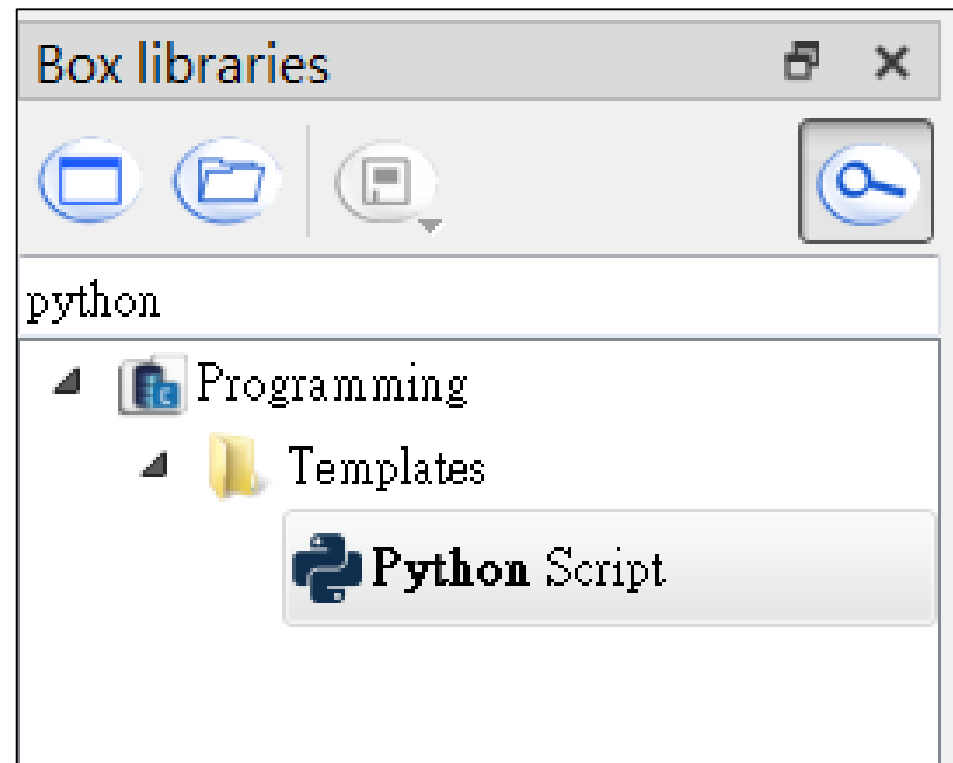 Box libraries
python
Programming
Templates
Python Script